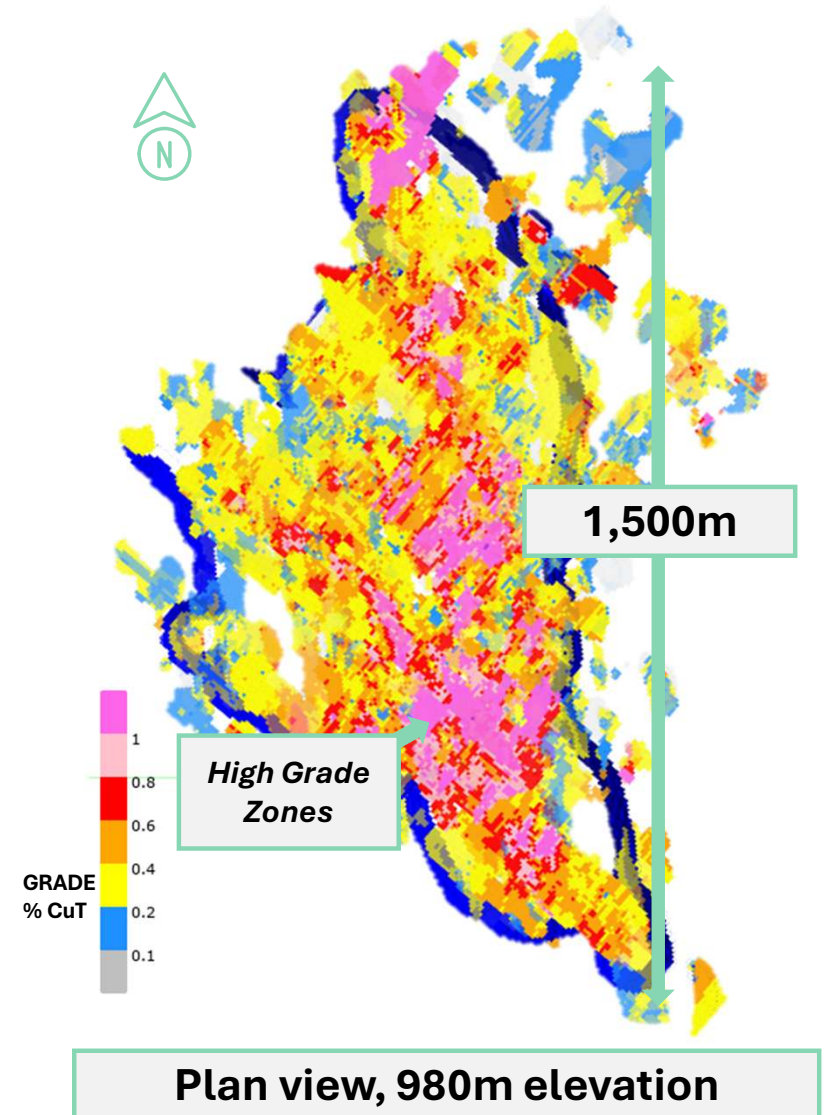 N
1,500m
High Grade
Zones
1
0.8
0.6
0.4
GRADE
% CuT
0.2
0.1
Plan view, 980m elevation